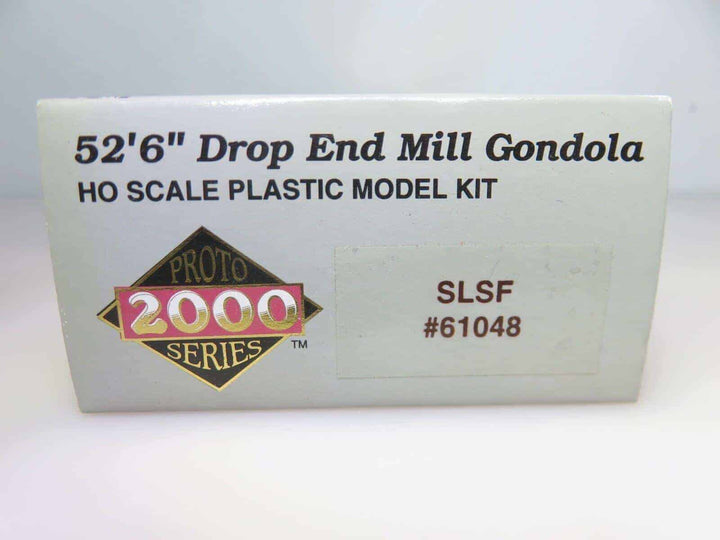 52'6" Drop End Mill Gondola
HO SCALE PLASTIC MODEL KIT
PROTO
2000
SERIES
TM
SLSF
#61048